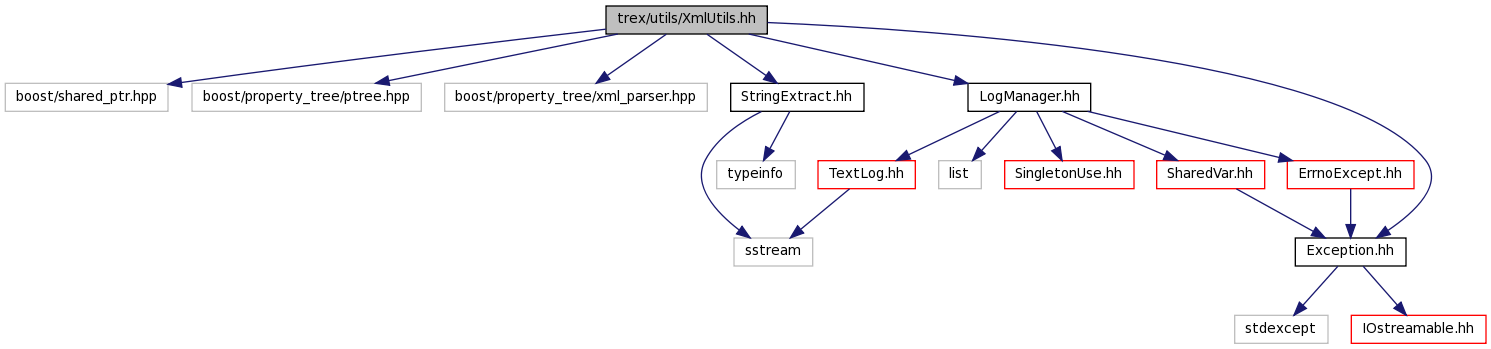 trex/utils/XmlUtils.hh
boost/shared_ptr.hpp
boost/property_tree/ptree.hpp
boost/property_tree/xml_parser.hpp
StringExtract.hh
LogManager.hh
typeinfo
TextLog.hh
list
SingletonUse.hh
SharedVar.hh
ErrnoExcept.hh
sstream
Exception.hh
stdexcept
IOstreamable.hh